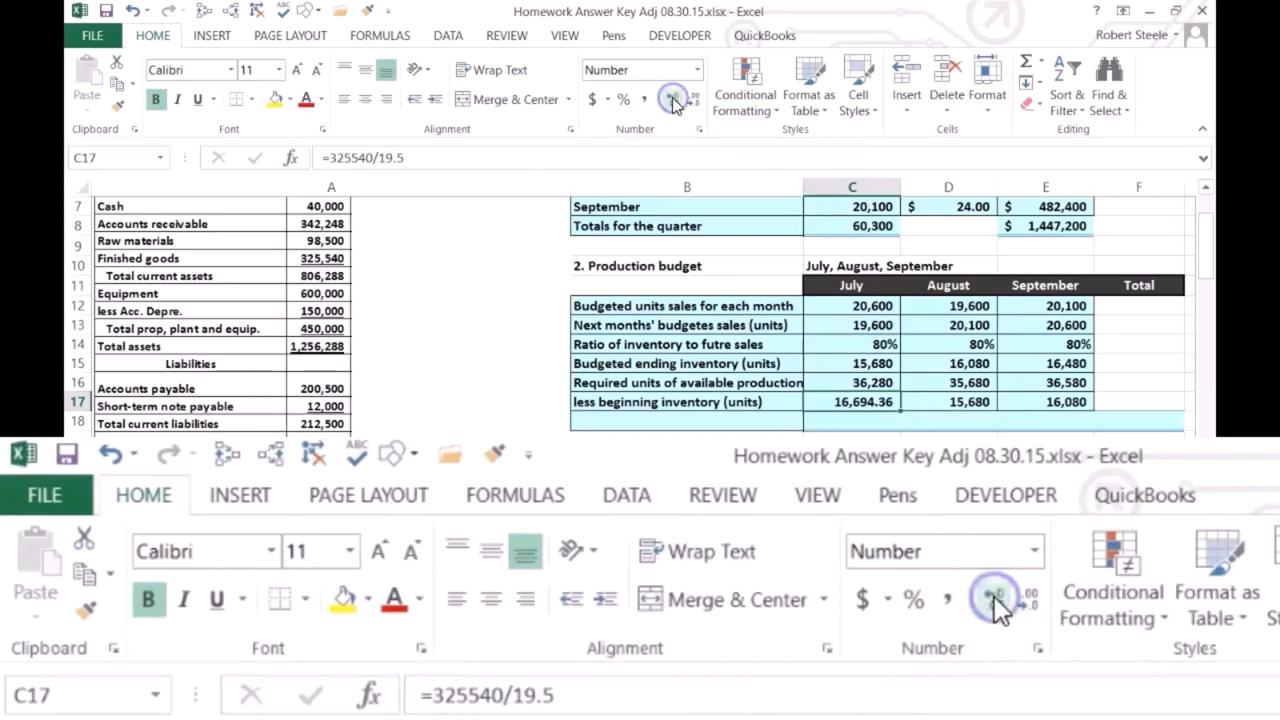 Homework Answer Key Adj 08.30.15.xlsx - Excel
FILE HOME INSERT PAGE LAYOUT FORMULAS DATA REVIEW VIEW Pens DEVELOPER QuickBooks Robert Steele
Calibri 11 Wrap Text Number
Paste B I U A Merge & Center $ % , Conditional Formatting Format as Table Cell Styles Insert Delete Format Sort & Filter Find & Select
Clipboard Font Alignment Number Styles Cells Editing
C17 fx =325540/19.5
A B C D E F
7 Cash 40,000 September 20,100 $ 24.00 $ 482,400
8 Accounts receivable 342,248 Totals for the quarter 60,300 $ 1,447,200
9 Raw materials 98,500
10 Finished goods 325,540 2. Production budget July, August, September
11 Total current assets 806,288 July August September Total
12 Equipment 600,000 Budgeted units sales for each month 20,600 19,600 20,100
13 less Acc. Depre. 150,000 Next months' budgetes sales (units) 19,600 20,100 20,600
Total prop, plant and equip. 450,000
14 Total assets 1,256,288 Ratio of inventory to futre sales 80% 80% 80%
15 Liabilities Budgeted ending inventory (units) 15,680 16,080 16,480
16 Accounts payable 200,500 Required units of available production 36,280 35,680 36,580
17 Short-term note payable 12,000 less beginning inventory (units) 16,694.36 15,680 16,080
18 Total current liabilities 212,500
ABC Homework Answer Key Adj 08.30.15.xlsx - Excel
FILE HOME INSERT PAGE LAYOUT FORMULAS DATA REVIEW VIEW Pens DEVELOPER QuickBooks
Calibri 11 Wrap Text Number
Paste B I U A Merge & Center $ % , Conditional Formatting Format as Table
Clipboard Font Alignment Number Styles
C17 fx =325540/19.5